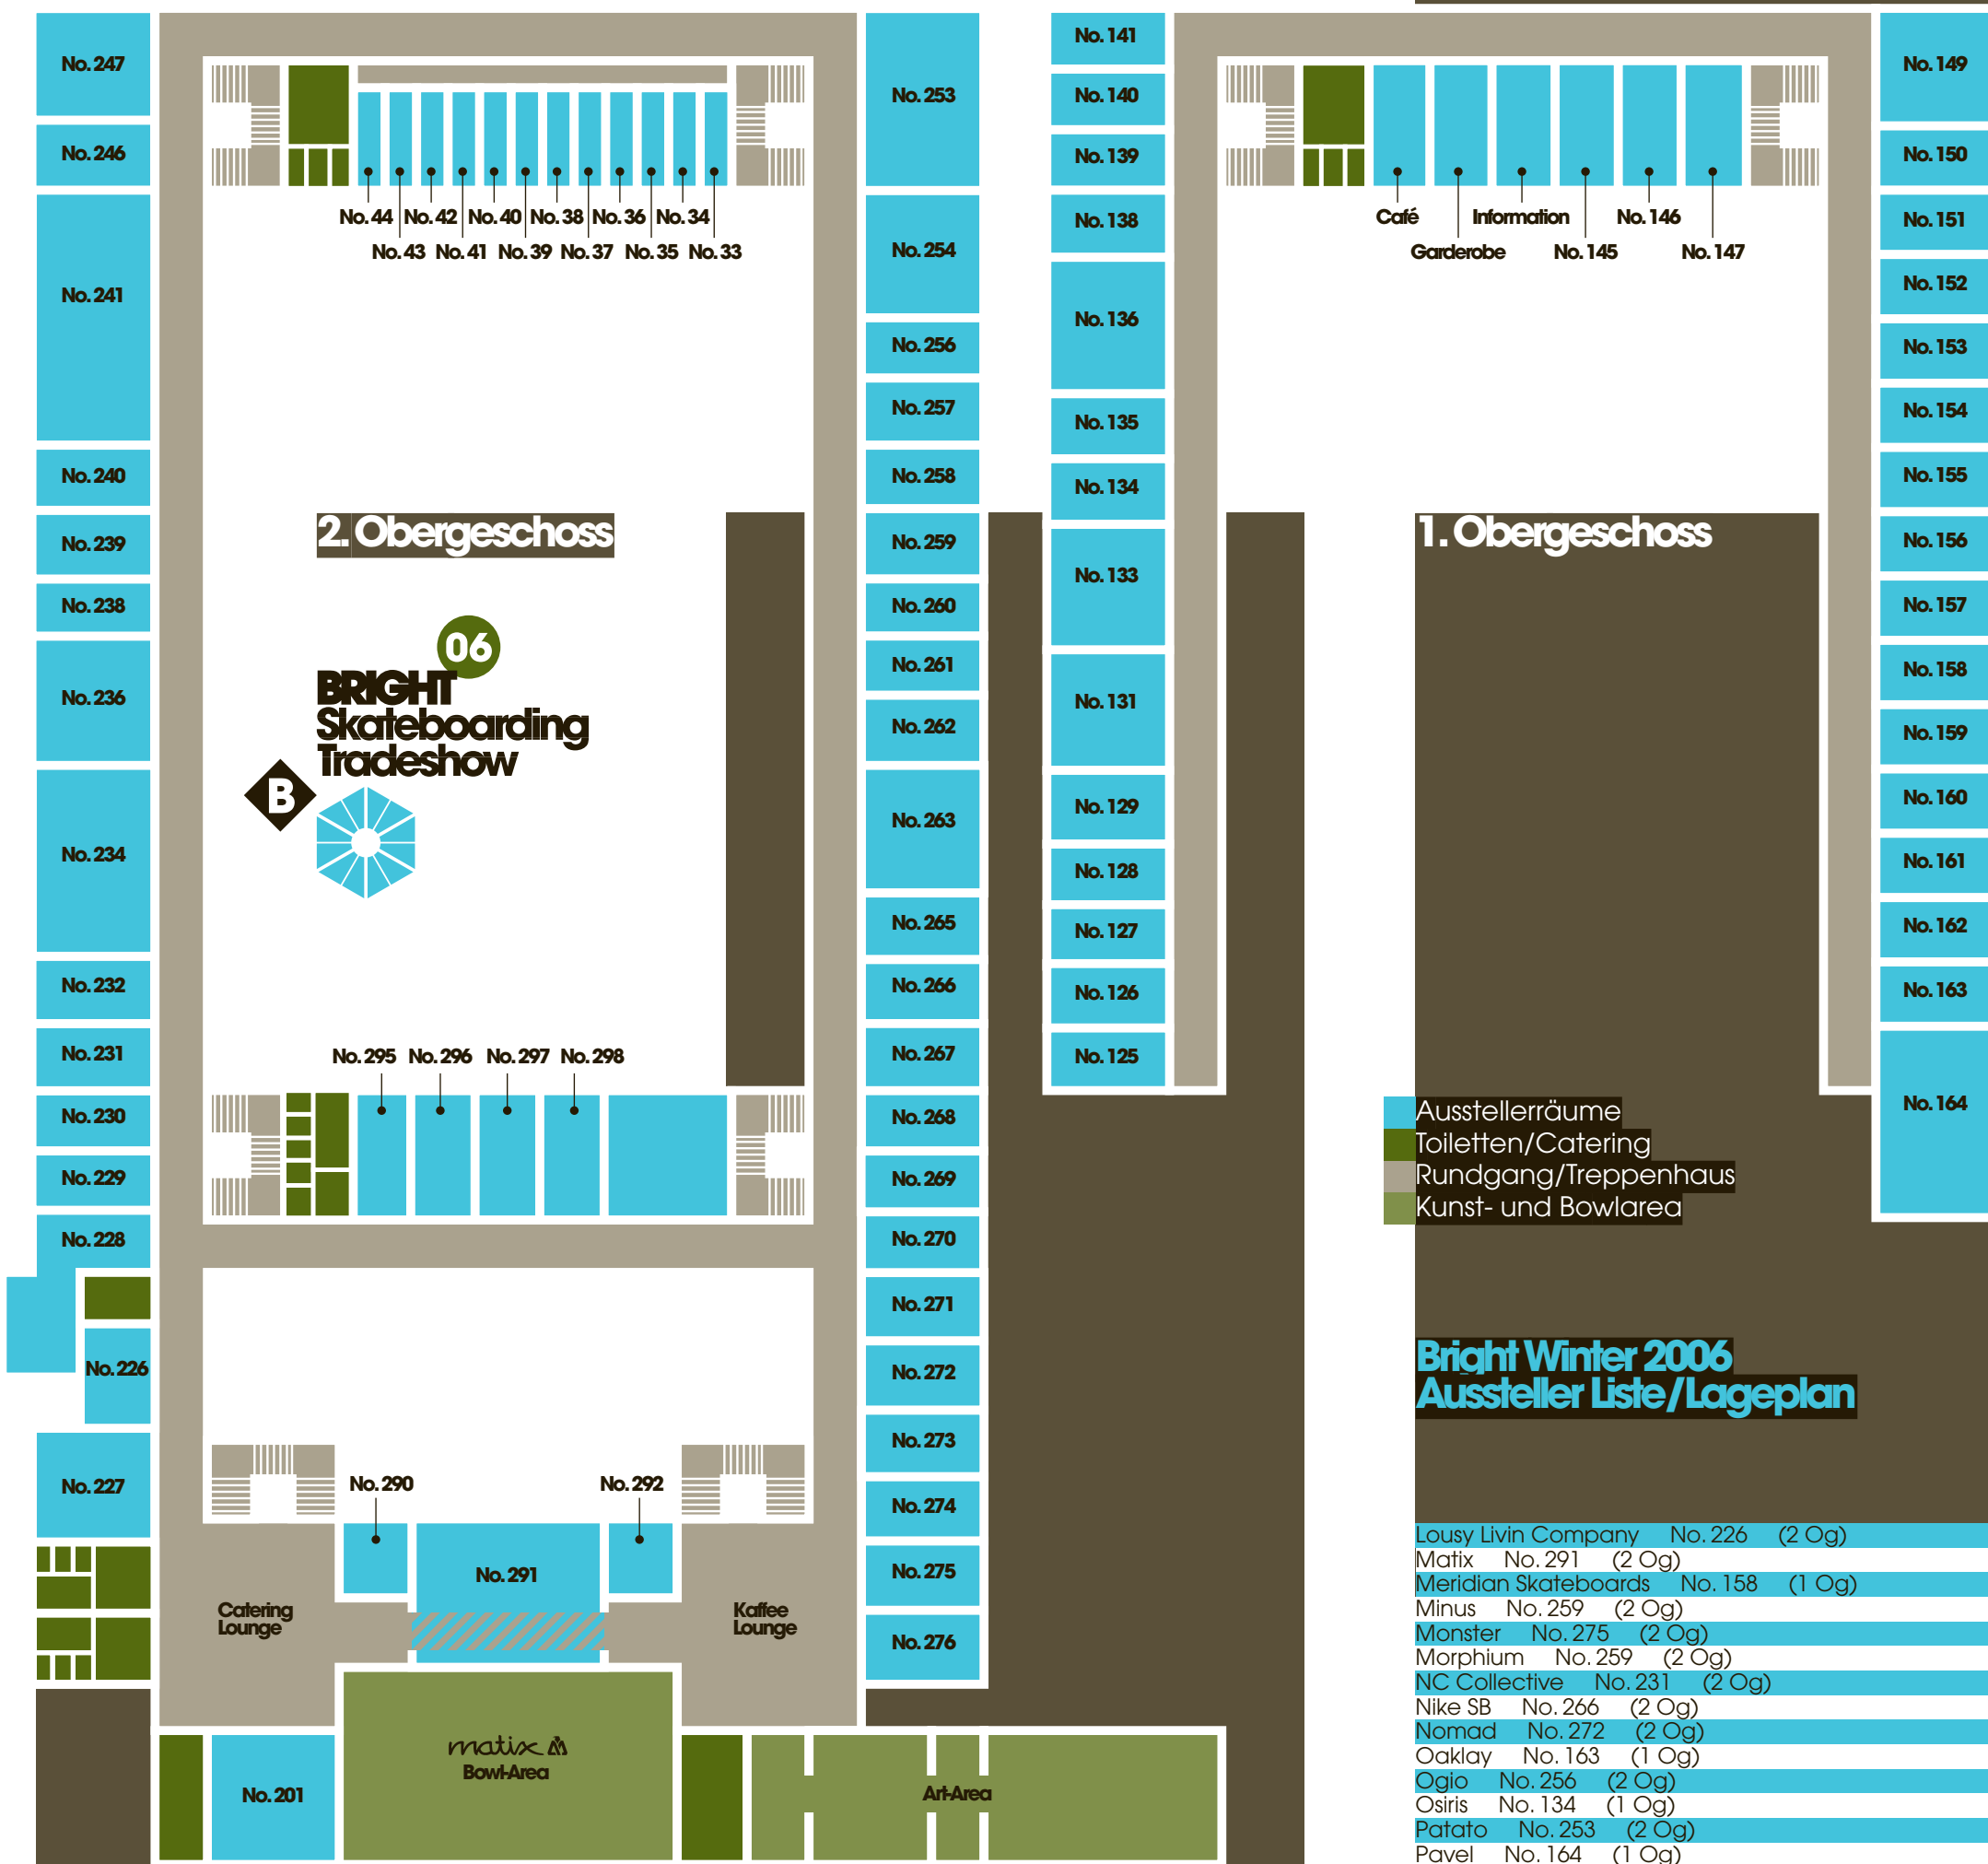 No. 247
No. 246
No. 241
No. 240
No. 239
No. 238
No. 236
No. 234
No. 232
No. 231
No. 230
No. 229
No. 228
No. 226
No. 227
No. 44 No. 42 No. 40 No. 38 No. 36 No. 34
No. 43 No. 41 No. 39 No. 37 No. 35 No. 33
2. Obergeschoss
06
BRIGHT
Skateboarding
Tradeshow
B
No. 295 No. 296 No. 297 No. 298
No. 290
No. 292
No. 291
Catering
Lounge
Kaffee
Lounge
matix
Bowl-Area
No. 201
Art-Area
No. 253
No. 254
No. 256
No. 257
No. 258
No. 259
No. 260
No. 261
No. 262
No. 263
No. 265
No. 266
No. 267
No. 268
No. 269
No. 270
No. 271
No. 272
No. 273
No. 274
No. 275
No. 276
No. 141
No. 140
No. 139
No. 138
No. 136
No. 135
No. 134
No. 133
No. 131
No. 129
No. 128
No. 127
No. 126
No. 125
Café Information No. 146
Garderobe No. 145 No. 147
1. Obergeschoss
No. 149
No. 150
No. 151
No. 152
No. 153
No. 154
No. 155
No. 156
No. 157
No. 158
No. 159
No. 160
No. 161
No. 162
No. 163
No. 164
Ausstellerräume
Toiletten/Catering
Rundgang/Treppenhaus
Kunst- und Bowlarea
Bright Winter 2006
Aussteller Liste/Lageplan
Lousy Livin Company No. 226 (2 Og)
Matix No. 291 (2 Og)
Meridian Skateboards No. 158 (1 Og)
Minus No. 259 (2 Og)
Monster No. 275 (2 Og)
Morphium No. 259 (2 Og)
NC Collective No. 231 (2 Og)
Nike SB No. 266 (2 Og)
Nomad No. 272 (2 Og)
Oaklay No. 163 (1 Og)
Ogio No. 256 (2 Og)
Osiris No. 134 (1 Og)
Patato No. 253 (2 Og)
Pavel No. 164 (1 Og)